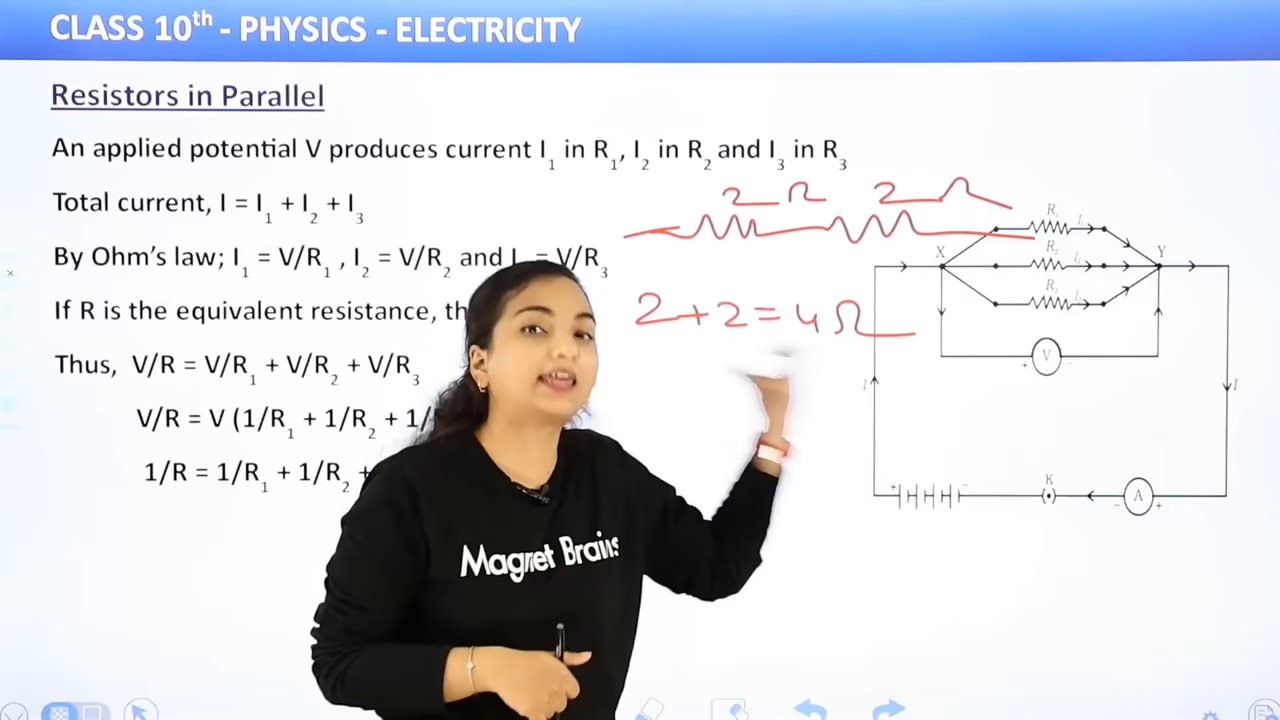 CLASS 10th - PHYSICS - ELECTRICITY
Resistors in Parallel
An applied potential V produces current I1 in R1, I2 in R2 and I3 in R3
Total current, I = I1 + I2 + I3
2 Ω 2 Ω
By Ohm's law; I1 = V/R1 , I2 = V/R2 and I = V/R3
If R is the equivalent resistance, th
2+2=4Ω
Thus, V/R = V/R1 + V/R2 + V/R3
V/R = V (1/R1 + 1/R2 + 1/
1/R = 1/R1 + 1/R2 +
X Y
+ V -
I I
+ - K - A +
Magnet Brains